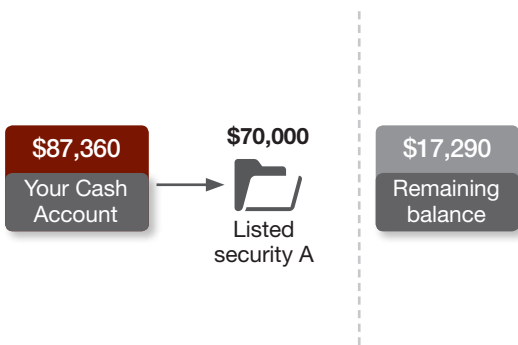 $87,360
Your Cash
Account
$70,000
Listed
security A
$17,290
Remaining
balance